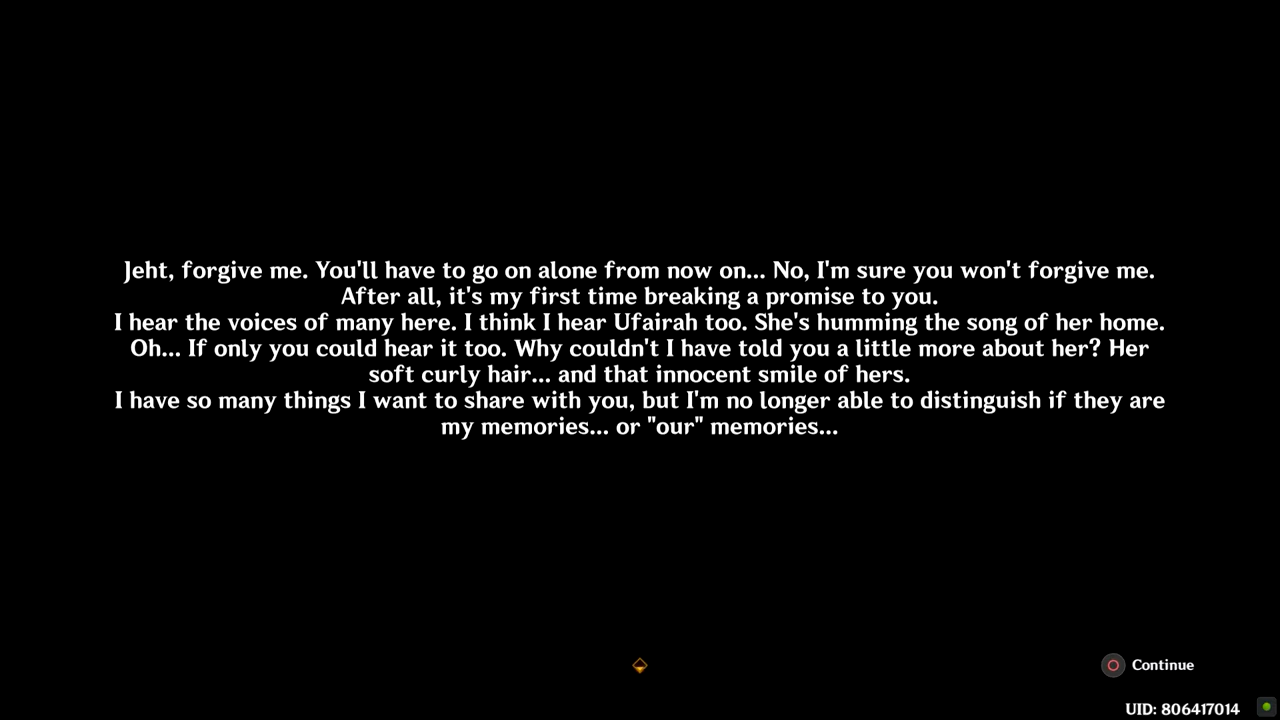 Jeht, forgive me. You'll have to go on alone from now on... No, I'm sure you won't forgive me.
After all, it's my first time breaking a promise to you.
I hear the voices of many here. I think I hear Ufairah too. She's humming the song of her home.
Oh... If only you could hear it too. Why couldn't I have told you a little more about her? Her
soft curly hair... and that innocent smile of hers.
I have so many things I want to share with you, but I'm no longer able to distinguish if they are
my memories... or "our" memories...
Continue
UID: 806417014